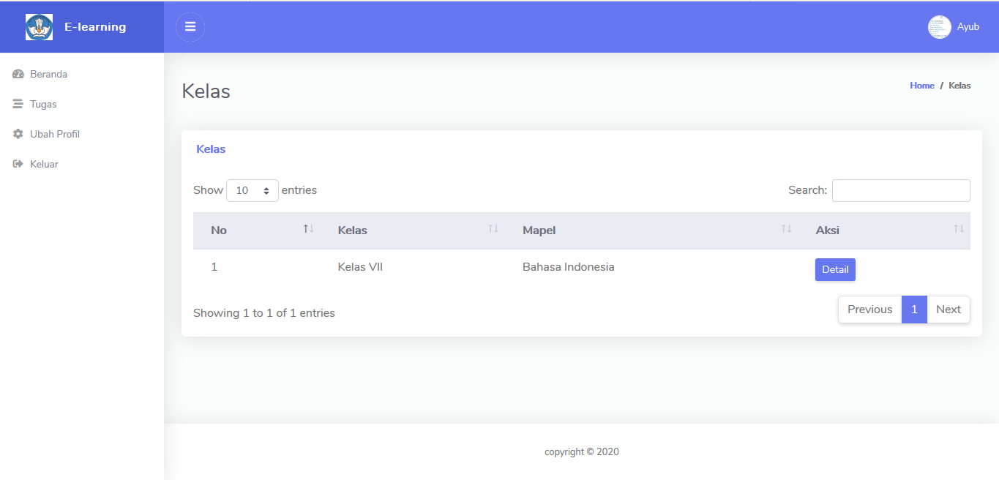 E-learning
Ayub
Beranda
Tugas
Ubah Profil
Keluar
Kelas
Home / Kelas
Kelas
Show 10 entries
Search:
No Kelas Mapel Aksi
1 Kelas VII Bahasa Indonesia Detail
Showing 1 to 1 of 1 entries
Previous 1 Next
copyright © 2020